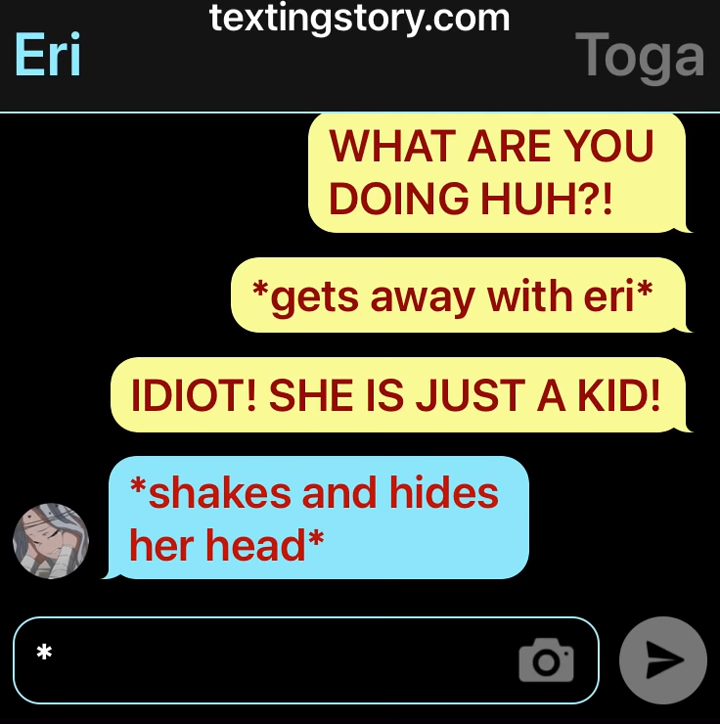 textingstory.com
Eri
Toga
WHAT ARE YOU
DOING HUH?!
*gets away with eri*
IDIOT! SHE IS JUST A KID!
*shakes and hides
her head*
*